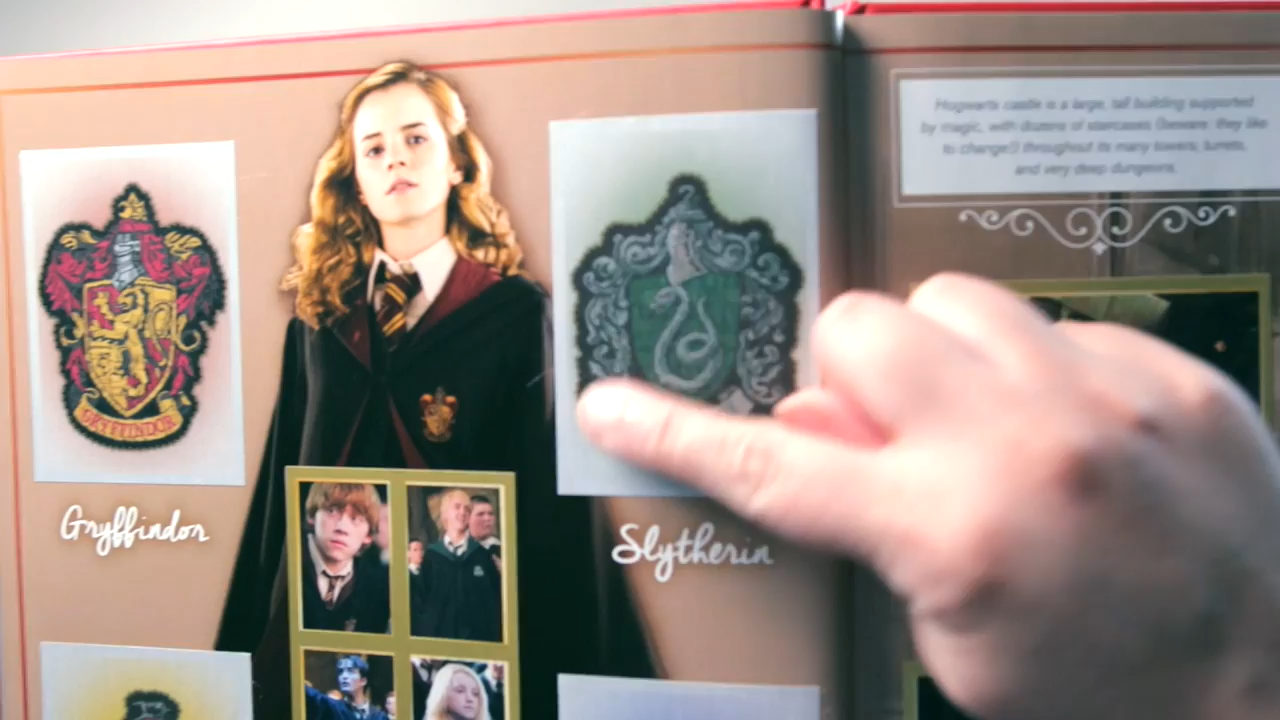 GRYFFINDOR
Gryffindor
Slytherin
Hogwarts castle is a large, tall building supported
by magic, with dozens of staircases (beware: they like
to change!) throughout its many towers, turrets,
and very deep dungeons.